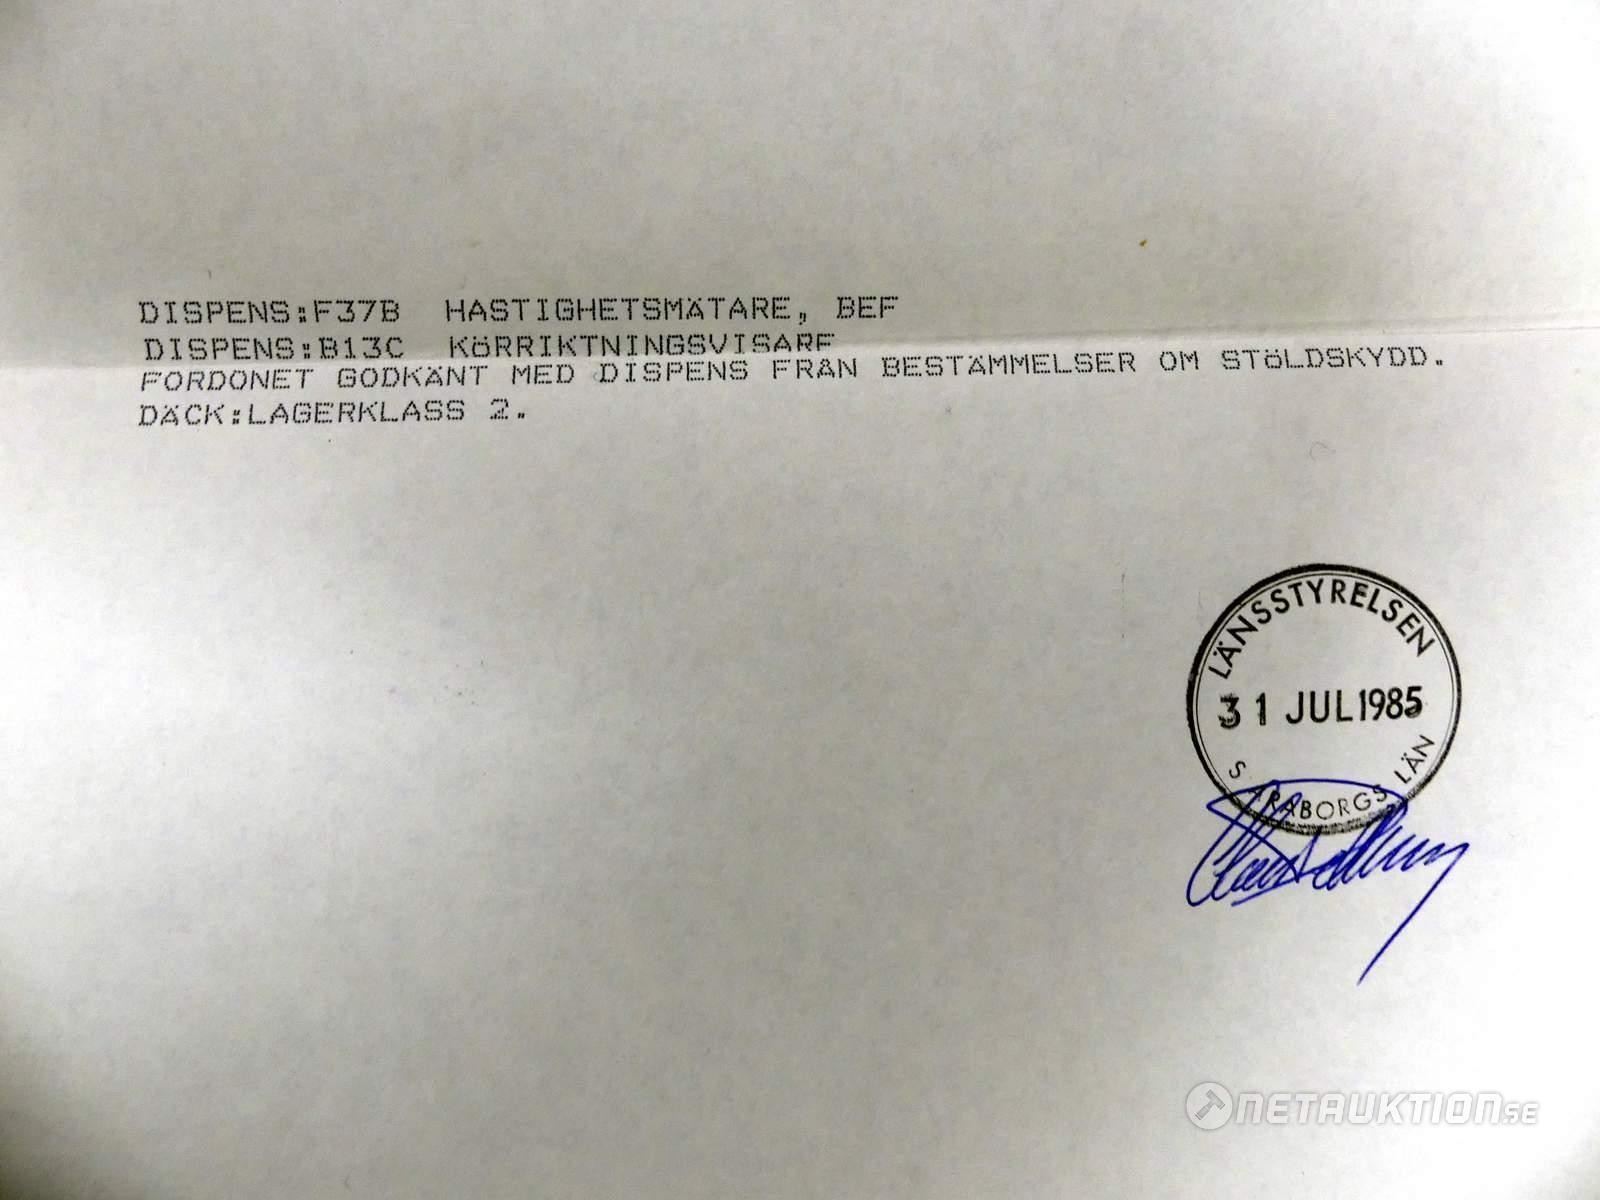 DISPENS:F37B HASTIGHETSMÄTARE, BEF
DISPENS:B13C KÖRRIKTNINGSVISARE
FORDONET GODKÄNT MED DISPENS FRÅN BESTÄMMELSER OM STÖLDSKYDD.
DÄCK:LAGERKLASS 2.
LÄNSSTYRELSEN
31 JUL 1985
S ARABORGS LÄN
NETAUKTION.SE